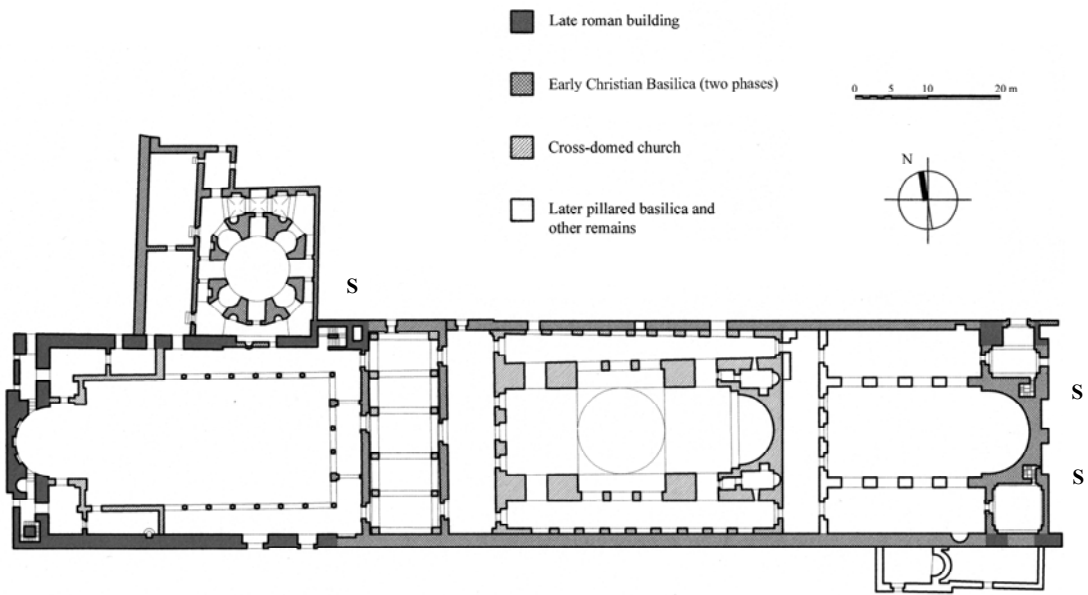 Late roman building
Early Christian Basilica (two phases)
0 5 10 20 m
Cross-domed church
N
Later pillared basilica and
other remains
S
S
S